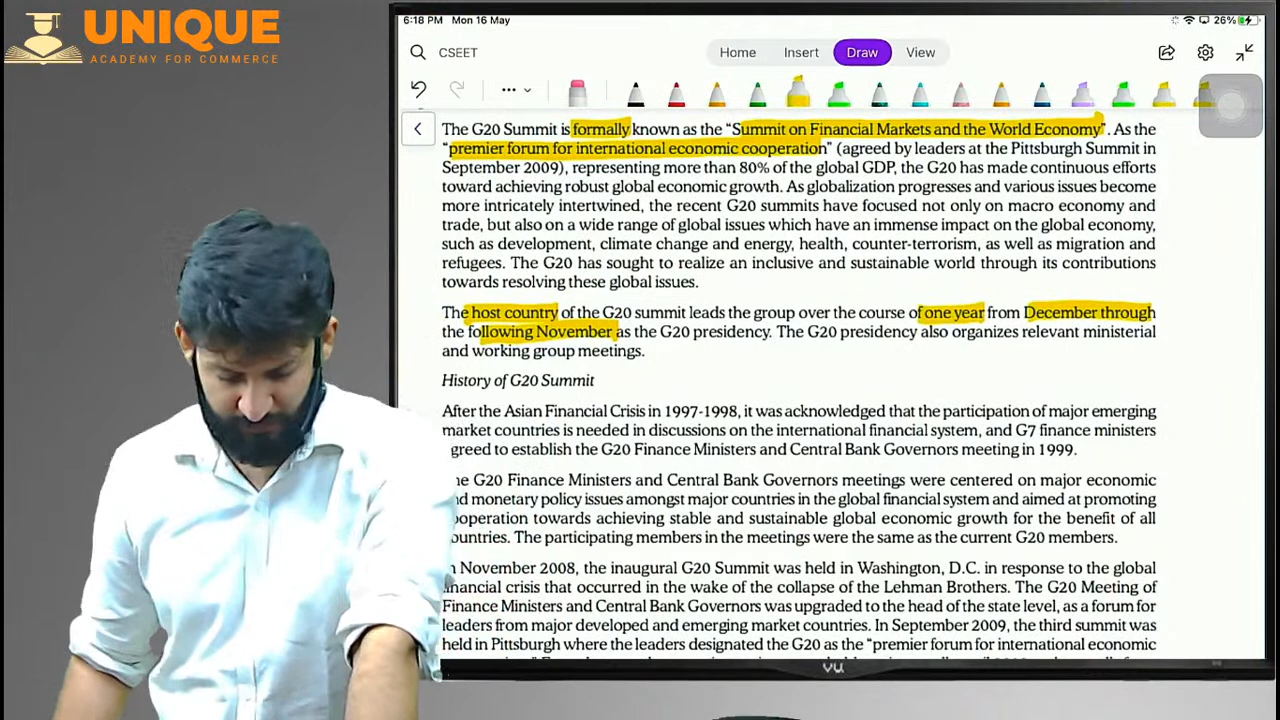 UNIQUE
ACADEMY FOR COMMERCE
6:18 PM Mon 16 May
26%
CSEET
Home Insert Draw View
The G20 Summit is formally known as the “Summit on Financial Markets and the World Economy”. As the
“premier forum for international economic cooperation” (agreed by leaders at the Pittsburgh Summit in
September 2009), representing more than 80% of the global GDP, the G20 has made continuous efforts
toward achieving robust global economic growth. As globalization progresses and various issues become
more intricately intertwined, the recent G20 summits have focused not only on macro economy and
trade, but also on a wide range of global issues which have an immense impact on the global economy,
such as development, climate change and energy, health, counter-terrorism, as well as migration and
refugees. The G20 has sought to realize an inclusive and sustainable world through its contributions
towards resolving these global issues.
The host country of the G20 summit leads the group over the course of one year from December through
the following November as the G20 presidency. The G20 presidency also organizes relevant ministerial
and working group meetings.
History of G20 Summit
After the Asian Financial Crisis in 1997-1998, it was acknowledged that the participation of major emerging
market countries is needed in discussions on the international financial system, and G7 finance ministers
greed to establish the G20 Finance Ministers and Central Bank Governors meeting in 1999.
he G20 Finance Ministers and Central Bank Governors meetings were centered on major economic
nd monetary policy issues amongst major countries in the global financial system and aimed at promoting
ooperation towards achieving stable and sustainable global economic growth for the benefit of all
ountries. The participating members in the meetings were the same as the current G20 members.
n November 2008, the inaugural G20 Summit was held in Washington, D.C. in response to the global
nancial crisis that occurred in the wake of the collapse of the Lehman Brothers. The G20 Meeting of
Finance Ministers and Central Bank Governors was upgraded to the head of the state level, as a forum for
leaders from major developed and emerging market countries. In September 2009, the third summit was
held in Pittsburgh where the leaders designated the G20 as the “premier forum for international economic
vu